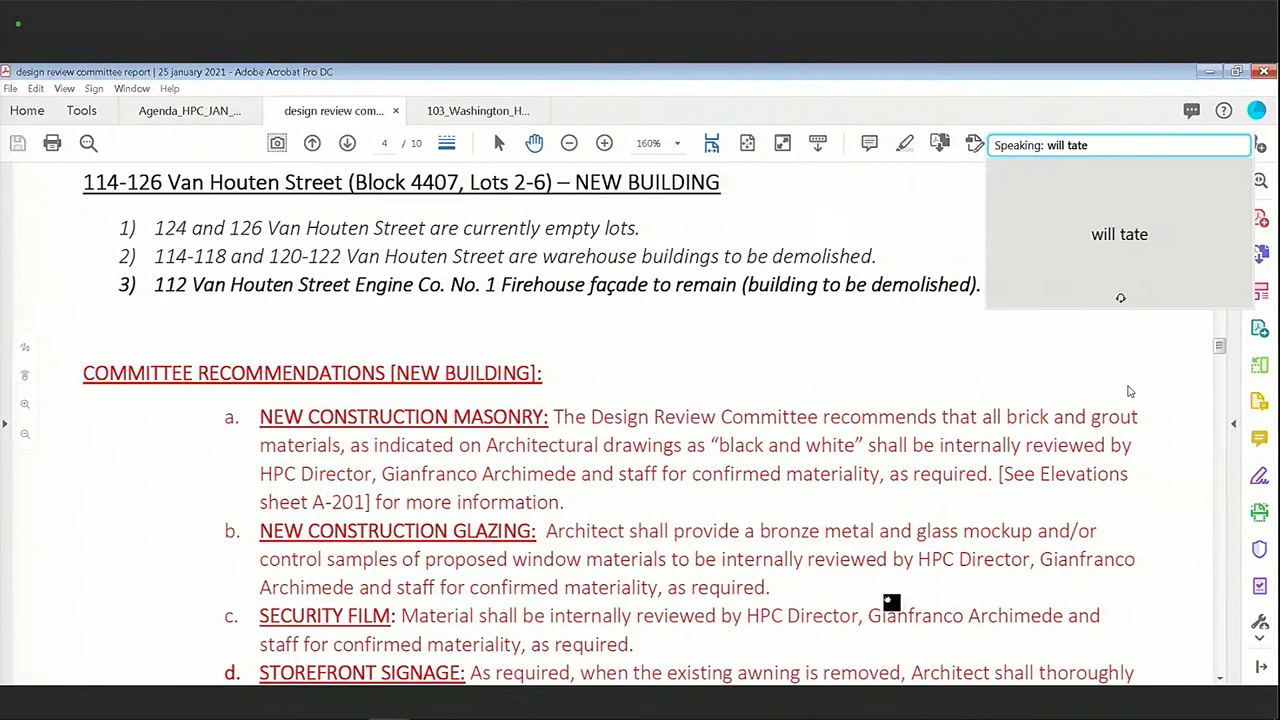 design review committee report | 25 january 2021 - Adobe Acrobat Pro DC
File Edit View Sign Window Help
Home Tools Agenda_HPC_JAN_... design review com... × 103_Washington_H...
4 / 10 160%
Speaking: will tate
will tate
114-126 Van Houten Street (Block 4407, Lots 2-6) – NEW BUILDING
1) 124 and 126 Van Houten Street are currently empty lots.
2) 114-118 and 120-122 Van Houten Street are warehouse buildings to be demolished.
3) 112 Van Houten Street Engine Co. No. 1 Firehouse façade to remain (building to be demolished).
COMMITTEE RECOMMENDATIONS [NEW BUILDING]:
a. NEW CONSTRUCTION MASONRY: The Design Review Committee recommends that all brick and grout
materials, as indicated on Architectural drawings as “black and white” shall be internally reviewed by
HPC Director, Gianfranco Archimede and staff for confirmed materiality, as required. [See Elevations
sheet A-201] for more information.
b. NEW CONSTRUCTION GLAZING: Architect shall provide a bronze metal and glass mockup and/or
control samples of proposed window materials to be internally reviewed by HPC Director, Gianfranco
Archimede and staff for confirmed materiality, as required.
c. SECURITY FILM: Material shall be internally reviewed by HPC Director, Gianfranco Archimede and
staff for confirmed materiality, as required.
d. STOREFRONT SIGNAGE: As required, when the existing awning is removed, Architect shall thoroughly